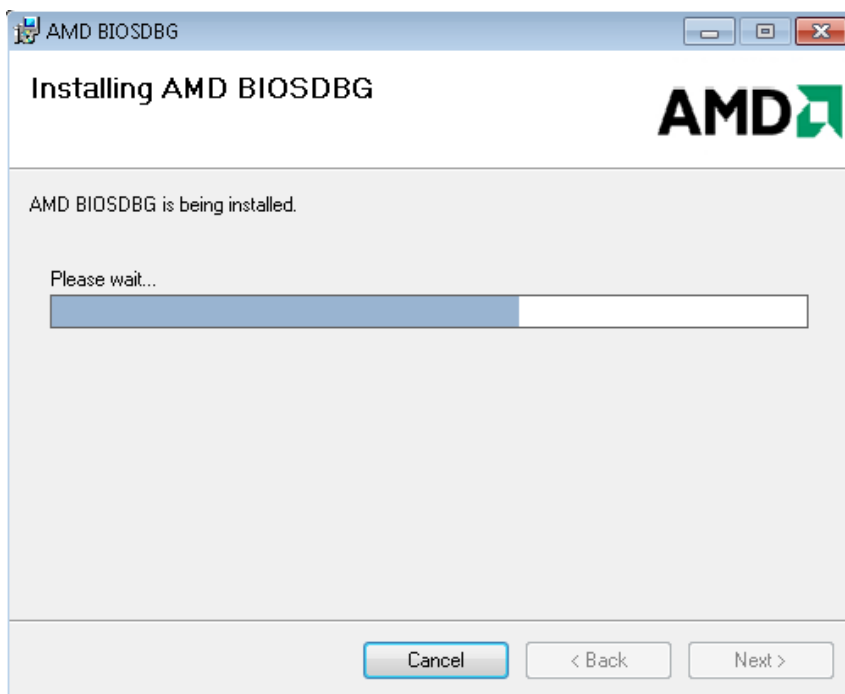 AMD BIOSDBG
Installing AMD BIOSDBG
AMD
AMD BIOSDBG is being installed.
Please wait...
Cancel
< Back
Next >